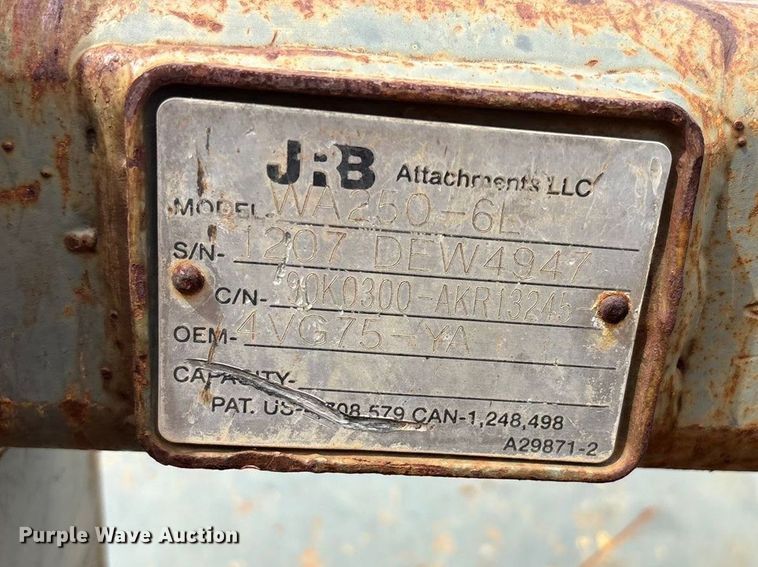 JRB Attachments LLC
MODEL- WA250-6L
S/N- 1207 DEW4947
C/N- 90K0300-AKR13245
OEM- 4VG75-YA
CAPACITY-
PAT. US- 708,579 CAN-1,248,498
A29871-2
Purple Wave Auction